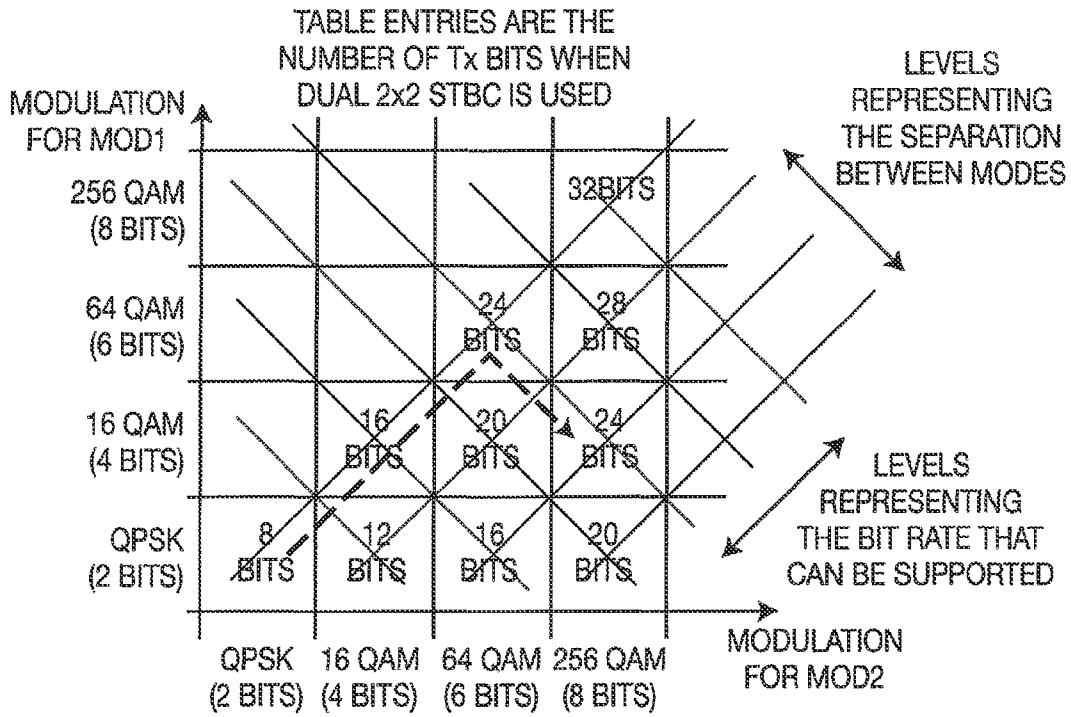 TABLE ENTRIES ARE THE
NUMBER OF Tx BITS WHEN
DUAL 2x2 STBC IS USED
MODULATION
FOR MOD1
LEVELS
REPRESENTING
THE SEPARATION
BETWEEN MODES
256 QAM
(8 BITS)
32BITS
64 QAM
(6 BITS)
24
BITS
28
BITS
16 QAM
(4 BITS)
16
BITS
20
BITS
24
BITS
LEVELS
REPRESENTING
THE BIT RATE THAT
CAN BE SUPPORTED
QPSK
(2 BITS)
8
BITS
12
BITS
16
BITS
20
BITS
QPSK
(2 BITS)
16 QAM
(4 BITS)
64 QAM
(6 BITS)
256 QAM
(8 BITS)
MODULATION
FOR MOD2